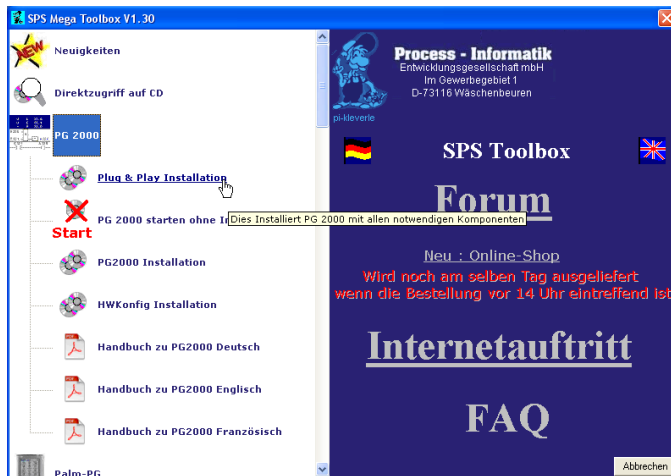 SPS Mega Toolbox V1.30
NEW
Neuigkeiten
Direktzugriff auf CD
PG 2000
Plug & Play Installation
Start
PG 2000 starten ohne
Dies Installiert PG 2000 mit allen notwendigen Komponenten
PG2000 Installation
HWKonfig Installation
Handbuch zu PG2000 Deutsch
Handbuch zu PG2000 Englisch
Handbuch zu PG2000 Französisch
Palm-PG
Process - Informatik
Entwicklungsgesellschaft mbH
Im Gewerbegebiet 1
D-73116 Wäschenbeuren
pi-kleverle
SPS Toolbox
Forum
Neu : Online-Shop
Wird noch am selben Tag ausgeliefert
wenn die Bestellung vor 14 Uhr eintreffend ist
Internetauftritt
FAQ
Abbrechen